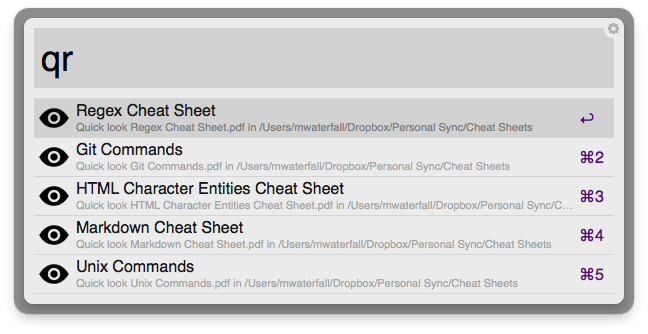 qr
Regex Cheat Sheet
Quick look Regex Cheat Sheet.pdf in /Users/mwaterfall/Dropbox/Personal Sync/Cheat Sheets
↩
Git Commands
Quick look Git Commands.pdf in /Users/mwaterfall/Dropbox/Personal Sync/Cheat Sheets
⌘2
HTML Character Entities Cheat Sheet
Quick look HTML Character Entities Cheat Sheet.pdf in /Users/mwaterfall/Dropbox/Personal Sync/C...
⌘3
Markdown Cheat Sheet
Quick look Markdown Cheat Sheet.pdf in /Users/mwaterfall/Dropbox/Personal Sync/Cheat Sheets
⌘4
Unix Commands
Quick look Unix Commands.pdf in /Users/mwaterfall/Dropbox/Personal Sync/Cheat Sheets
⌘5